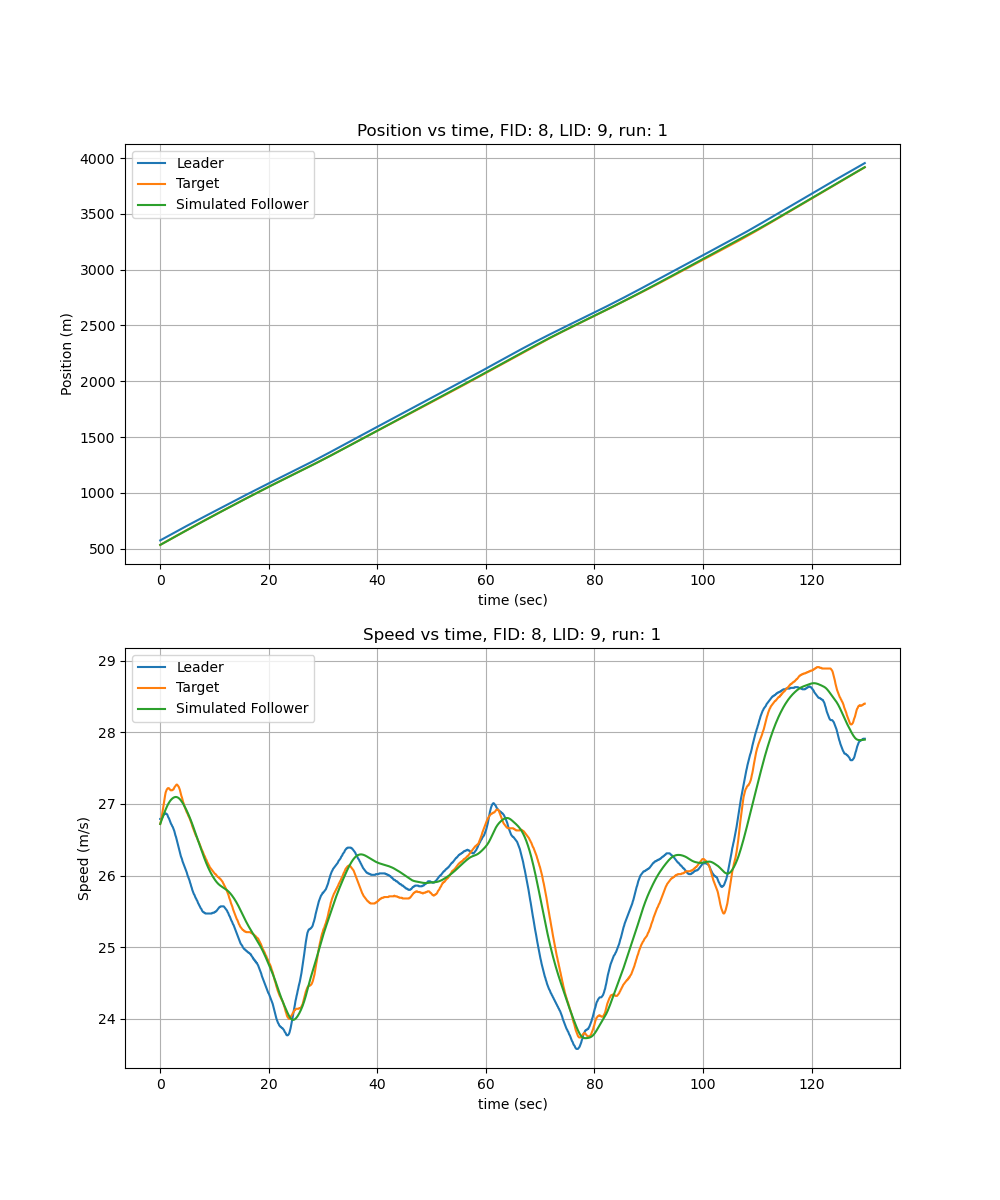 Position vs time, FID: 8, LID: 9, run: 1
Leader
Target
Simulated Follower
4000
3500
3000
2500
2000
1500
1000
500
Position (m)
0 20 40 60 80 100 120
time (sec)
Speed vs time, FID: 8, LID: 9, run: 1
Leader
Target
Simulated Follower
29
28
27
26
25
24
Speed (m/s)
0 20 40 60 80 100 120
time (sec)